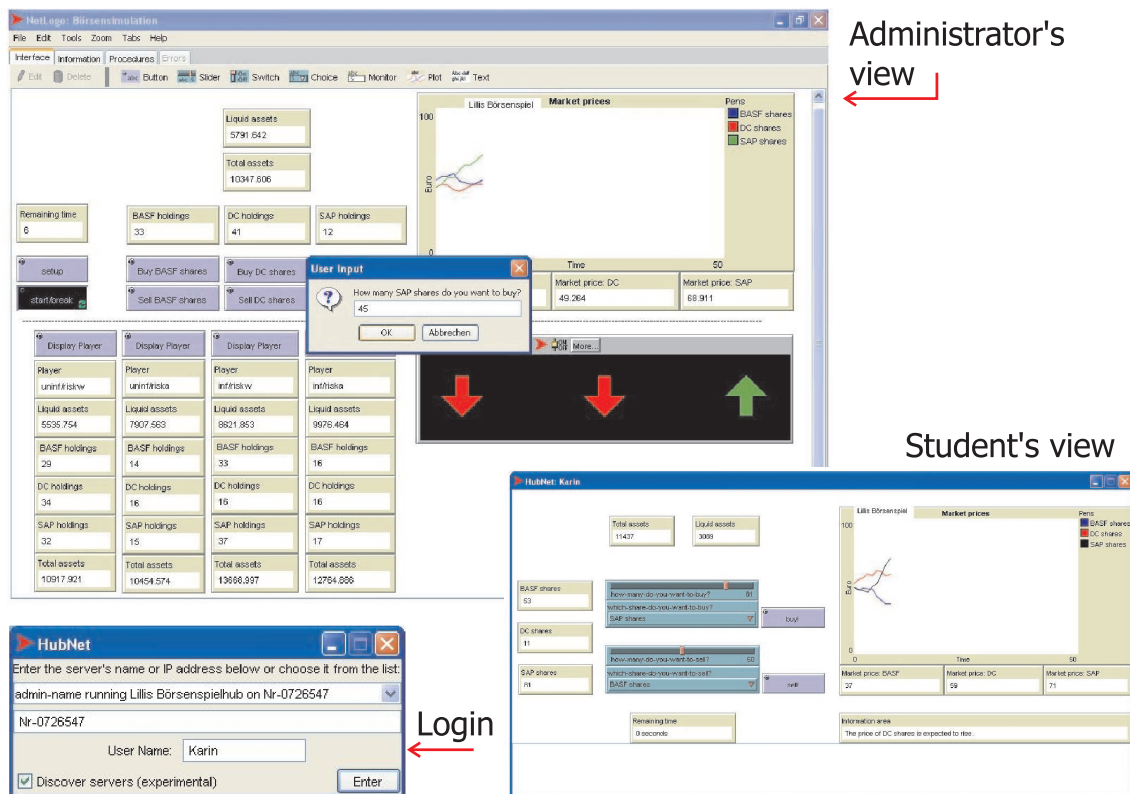 NetLogo: Börsensimulation
File Edit Tools Zoom Tabs Help
Interface Information Procedures Errors
Edit Delete Button Slider Switch Choice Monitor Plot Text
Administrator's
view
Liquid assets
5791.642
Total assets
10347.606
Remaining time
6
BASF holdings
33
DC holdings
41
SAP holdings
12
setup
Buy BASF shares
Buy DC shares
start/break
Sell BASF shares
Sell DC shares
Lillis Börsenspiel
Market prices
Pens
BASF shares
DC shares
SAP shares
100
Euro
0
Time
50
Market price: DC
49.264
Market price: SAP
68.911
User Input
How many SAP shares do you want to buy?
45
OK
Abbrechen
More...
Display Player
Display Player
Display Player
Player
uninf/riskw
Player
uninf/riska
Player
inf/riskw
Player
inf/riska
Liquid assets
5535.754
Liquid assets
7907.563
Liquid assets
8621.853
Liquid assets
9976.464
BASF holdings
29
BASF holdings
14
BASF holdings
33
BASF holdings
16
DC holdings
34
DC holdings
16
DC holdings
16
DC holdings
16
SAP holdings
32
SAP holdings
15
SAP holdings
37
SAP holdings
17
Total assets
10917.921
Total assets
10454.574
Total assets
13668.997
Total assets
12764.886
Student's view
HubNet: Karin
Total assets
11437
Liquid assets
3069
BASF shares
53
DC shares
11
SAP shares
61
how-many-do-you-want-to-buy? 81
which-share-do-you-want-to-buy?
SAP shares
buy!
how-many-do-you-want-to-sell? 50
which-share-do-you-want-to-sell?
BASF shares
sell!
Remaining time
0 seconds
Lillis Börsenspiel
Market prices
Pens
BASF shares
DC shares
SAP shares
100
Euro
0
0
Time
50
Market price: BASF
37
Market price: DC
59
Market price: SAP
71
Information area
The price of DC shares is expected to rise.
HubNet
Enter the server's name or IP address below or choose it from the list:
admin-name running Lillis Börsenspielhub on Nr-0726547
Nr-0726547
User Name: Karin
Discover servers (experimental)
Enter
Login